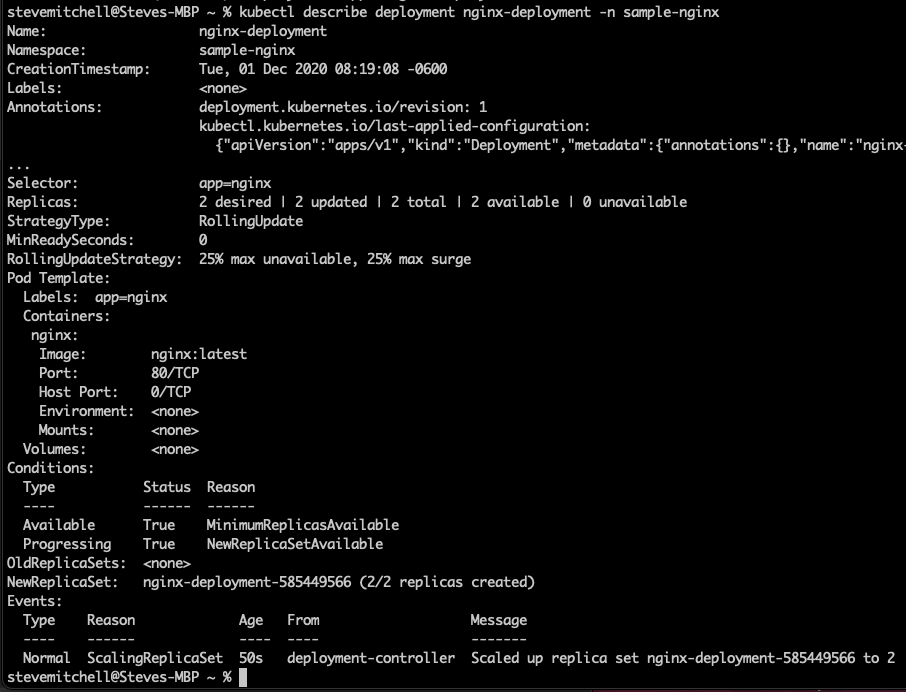 stevemitchell@Steves-MBP ~ % kubectl describe deployment nginx-deployment -n sample-nginx
Name:                   nginx-deployment
Namespace:              sample-nginx
CreationTimestamp:      Tue, 01 Dec 2020 08:19:08 -0600
Labels:                 <none>
Annotations:            deployment.kubernetes.io/revision: 1
                        kubectl.kubernetes.io/last-applied-configuration:
                          {"apiVersion":"apps/v1","kind":"Deployment","metadata":{"annotations":{},"name":"nginx-
...
Selector:               app=nginx
Replicas:               2 desired | 2 updated | 2 total | 2 available | 0 unavailable
StrategyType:           RollingUpdate
MinReadySeconds:        0
RollingUpdateStrategy:  25% max unavailable, 25% max surge
Pod Template:
  Labels:  app=nginx
  Containers:
   nginx:
    Image:        nginx:latest
    Port:         80/TCP
    Host Port:    0/TCP
    Environment:  <none>
    Mounts:       <none>
  Volumes:        <none>
Conditions:
  Type           Status  Reason
  ----           ------  ------
  Available      True    MinimumReplicasAvailable
  Progressing    True    NewReplicaSetAvailable
OldReplicaSets:  <none>
NewReplicaSet:   nginx-deployment-585449566 (2/2 replicas created)
Events:
  Type    Reason             Age   From                   Message
  ----    ------             ----  ----                   -------
  Normal  ScalingReplicaSet  50s   deployment-controller  Scaled up replica set nginx-deployment-585449566 to 2
stevemitchell@Steves-MBP ~ %